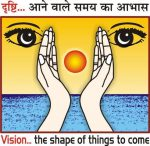 दृष्टि... आने वाले समय का आभास
Vision... the shape of things to come